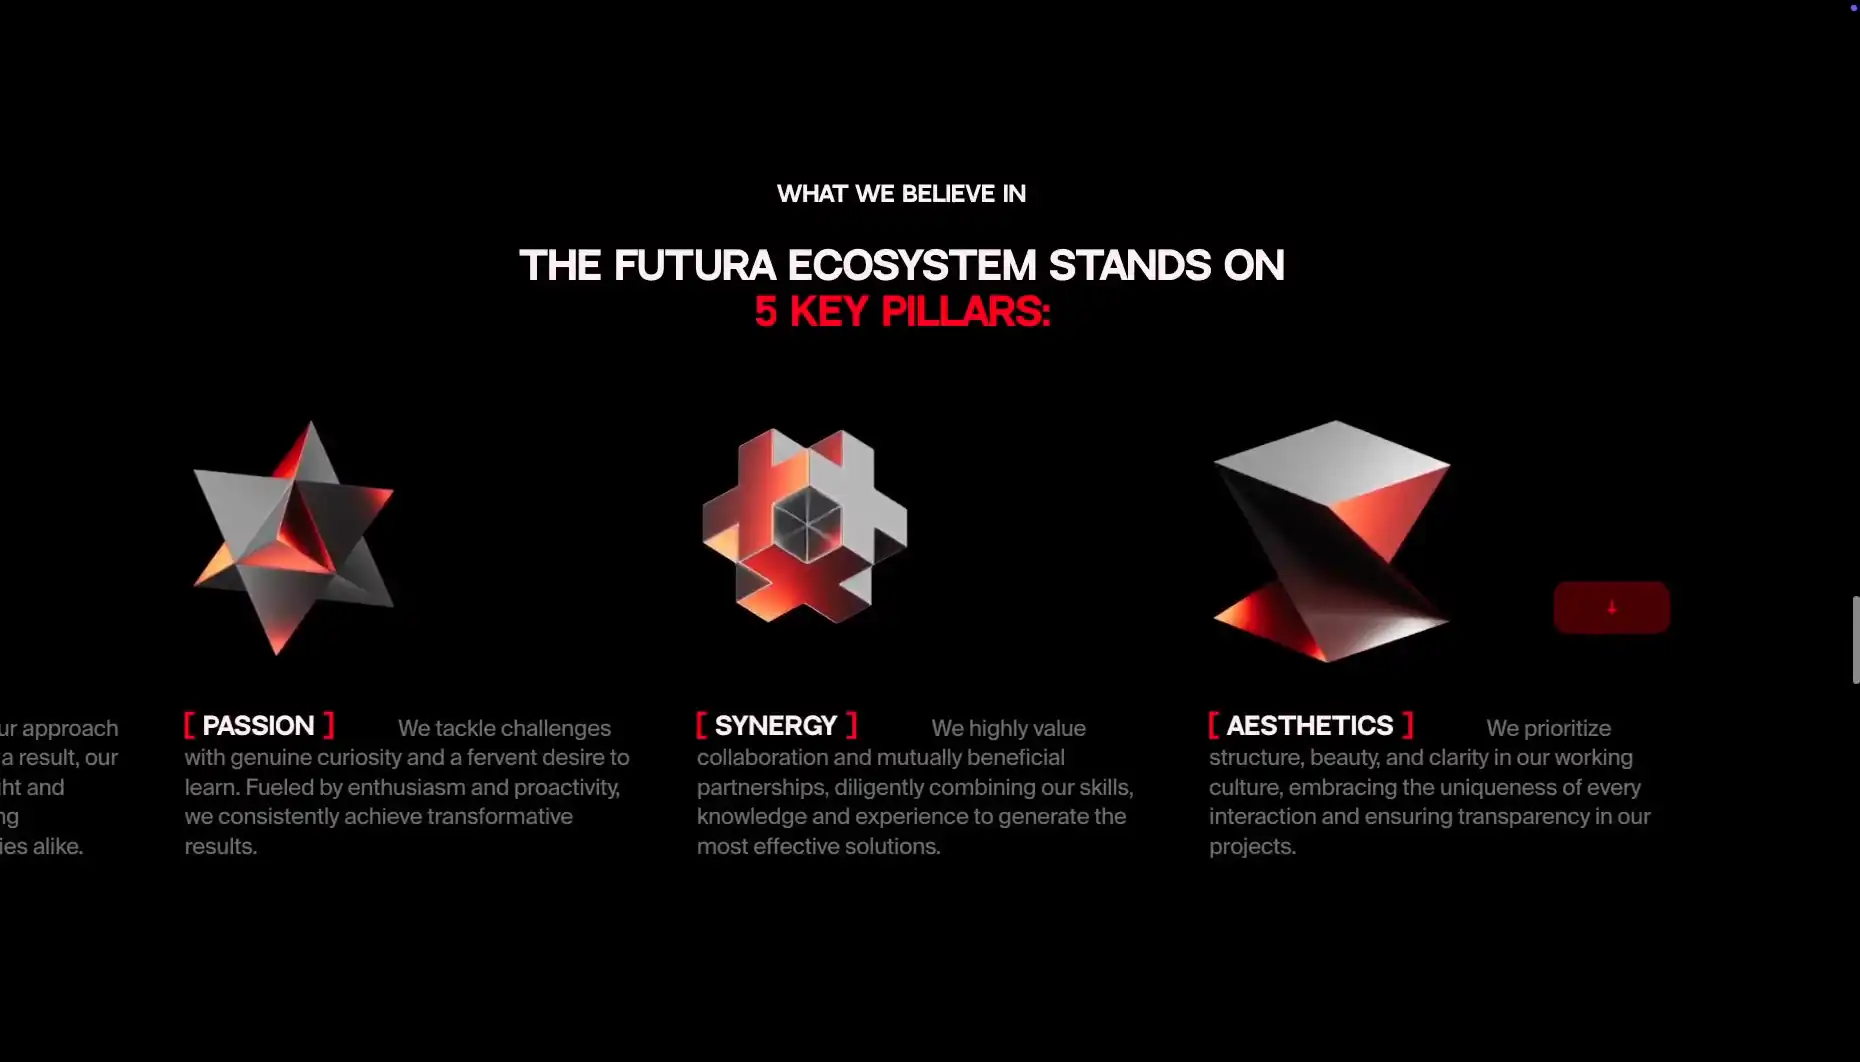 WHAT WE BELIEVE IN
THE FUTURA ECOSYSTEM STANDS ON
5 KEY PILLARS:
approach
a result, our
and
alike.
[ PASSION ] We tackle challenges
with genuine curiosity and a fervent desire to
learn. Fueled by enthusiasm and proactivity,
we consistently achieve transformative
results.
[ SYNERGY ] We highly value
collaboration and mutually beneficial
partnerships, diligently combining our skills,
knowledge and experience to generate the
most effective solutions.
[ AESTHETICS ] We prioritize
structure, beauty, and clarity in our working
culture, embracing the uniqueness of every
interaction and ensuring transparency in our
projects.